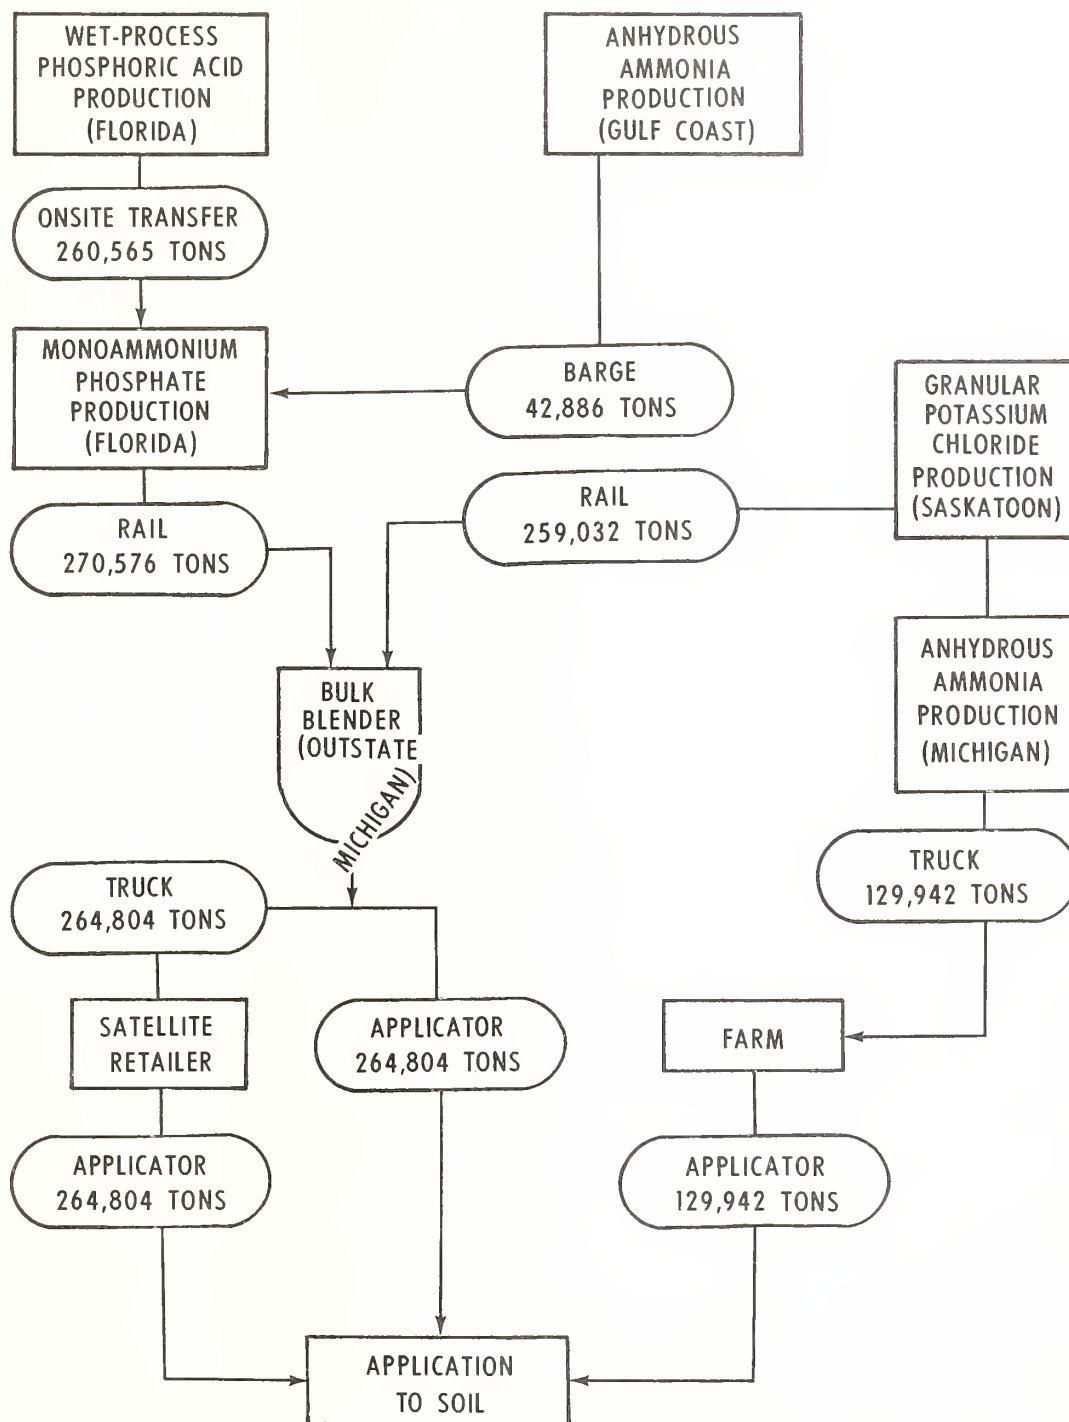 WET-PROCESS
PHOSPHORIC ACID
PRODUCTION
(FLORIDA)
ANHYDROUS
AMMONIA
PRODUCTION
(GULF COAST)
ONSITE TRANSFER
260,565 TONS
MONOAMMONIUM
PHOSPHATE
PRODUCTION
(FLORIDA)
BARGE
42,886 TONS
GRANULAR
POTASSIUM
CHLORIDE
PRODUCTION
(SASKATOON)
RAIL
270,576 TONS
RAIL
259,032 TONS
BULK
BLENDER
(OUTSTATE
MICHIGAN)
ANHYDROUS
AMMONIA
PRODUCTION
(MICHIGAN)
TRUCK
264,804 TONS
TRUCK
129,942 TONS
SATELLITE
RETAILER
APPLICATOR
264,804 TONS
FARM
APPLICATOR
264,804 TONS
APPLICATOR
129,942 TONS
APPLICATION
TO SOIL